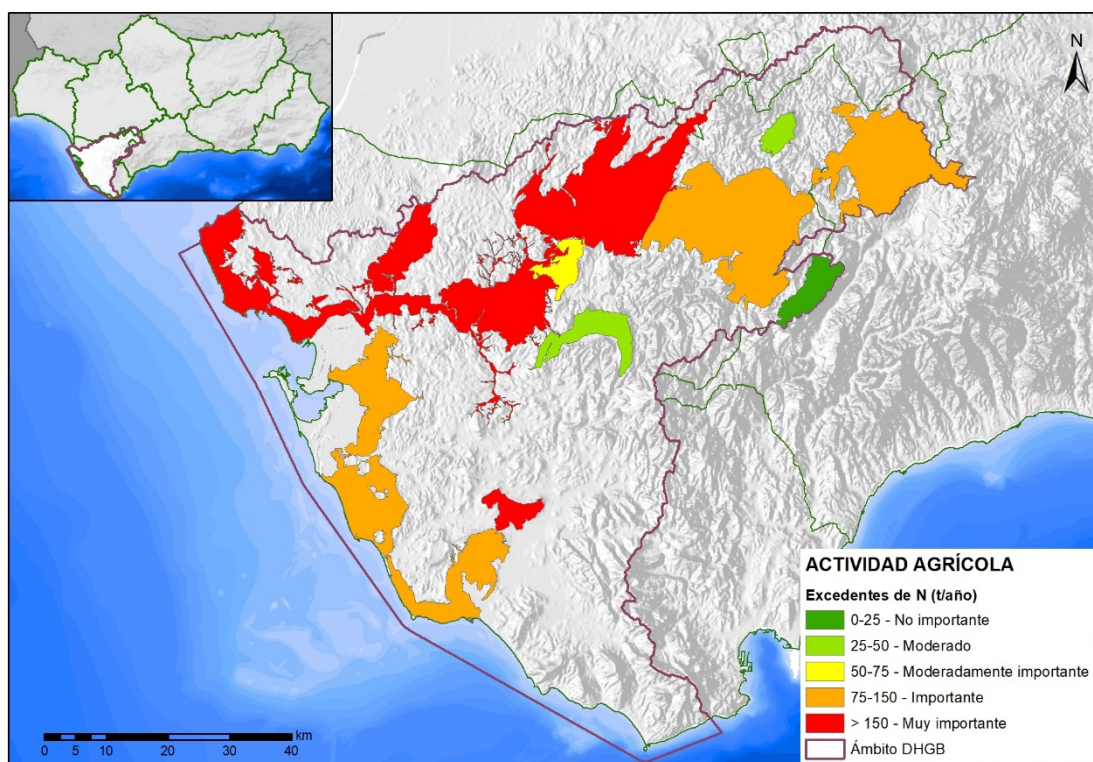 N
ACTIVIDAD AGRÍCOLA
Excedentes de N (t/año)
0-25 - No importante
25-50 - Moderado
50-75 - Moderadamente importante
75-150 - Importante
> 150 - Muy importante
Ámbito DHGB
km
0 5 10 20 30 40